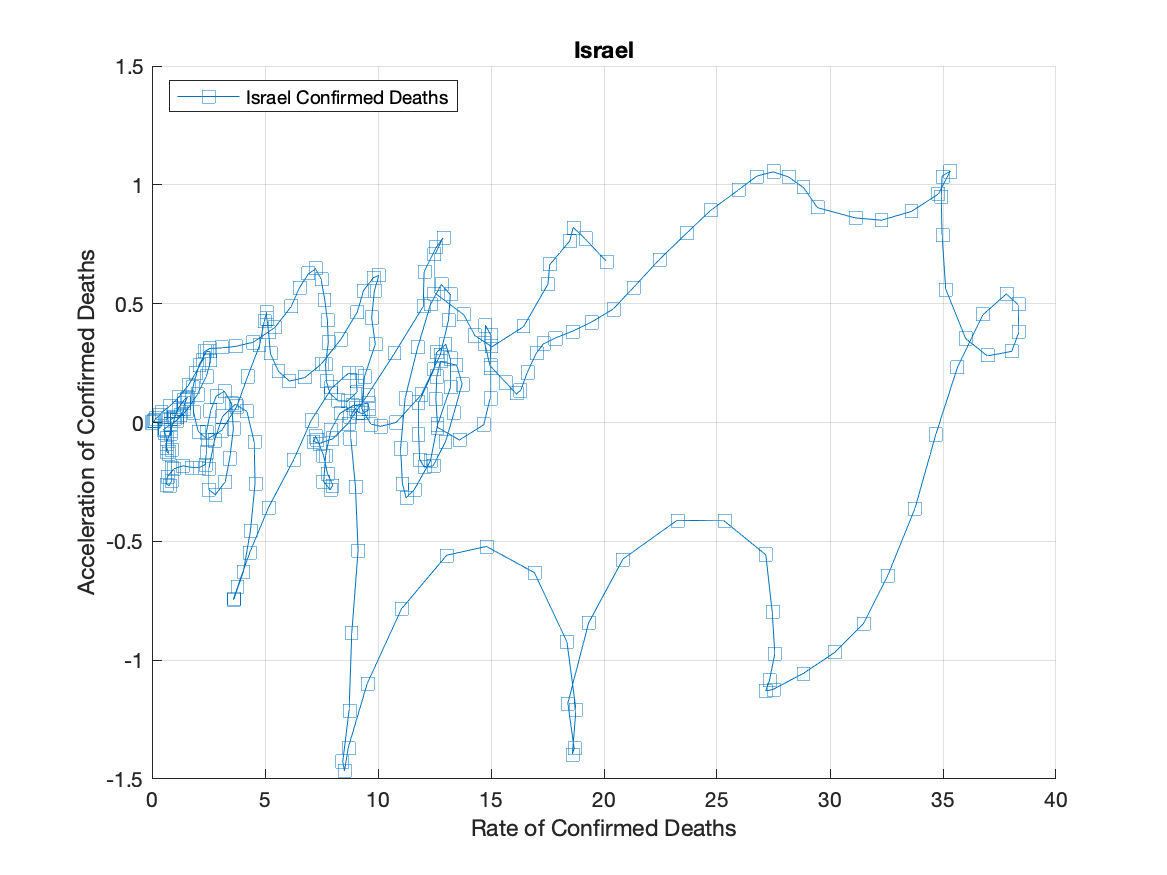 Israel
1.5
Israel Confirmed Deaths
1
0.5
0
-0.5
-1
-1.5
Acceleration of Confirmed Deaths
0 5 10 15 20 25 30 35 40
Rate of Confirmed Deaths